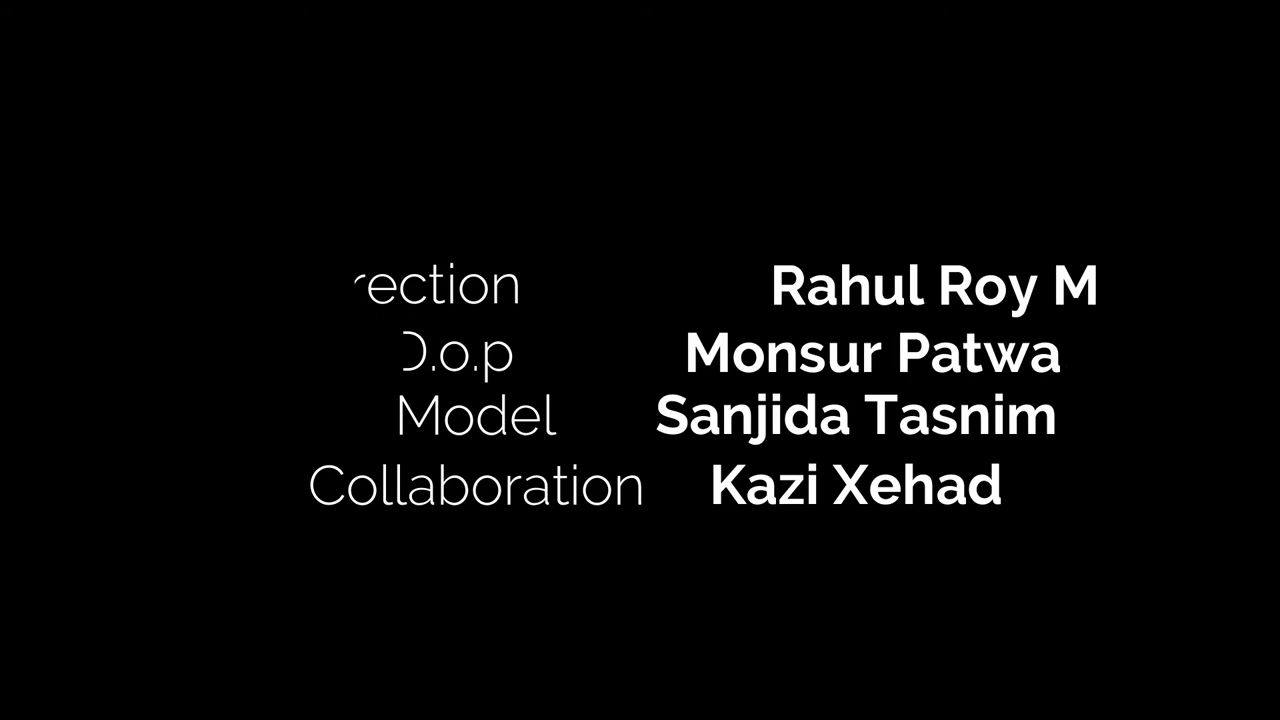 rection Rahul Roy M
D.o.p Monsur Patwa
Model Sanjida Tasnim
Collaboration Kazi Xehad